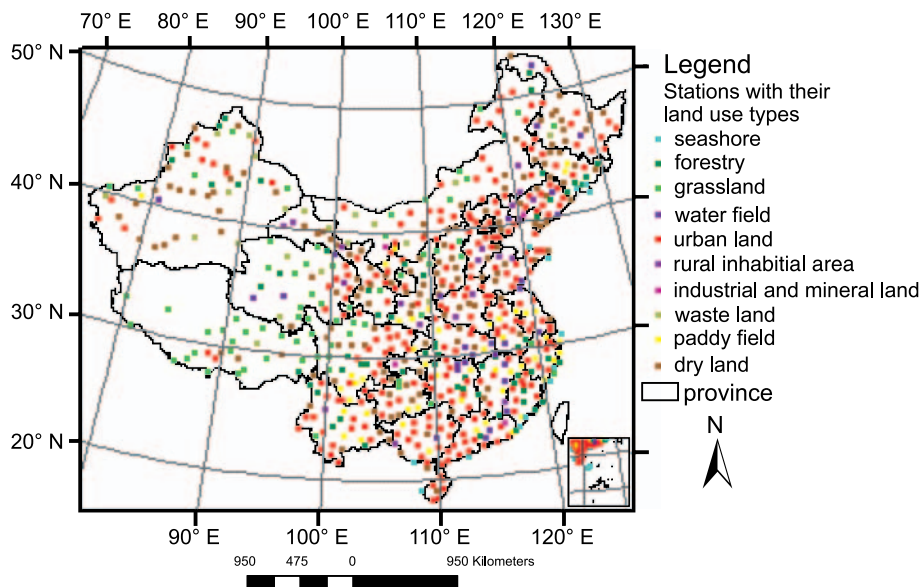 70° E 80° E 90° E 100° E 110° E 120° E 130° E
50° N
40° N
30° N
20° N
90° E 100° E 110° E 120° E
950 475 0 950 Kilometers
Legend
Stations with their
land use types
seashore
forestry
grassland
water field
urban land
rural inhabitial area
industrial and mineral land
waste land
paddy field
dry land
province
N